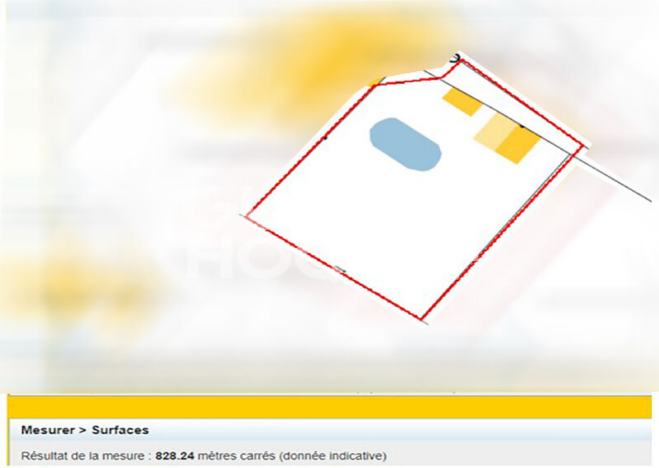 Mesurer > Surfaces
Résultat de la mesure : 828.24 mètres carrés (donnée indicative)